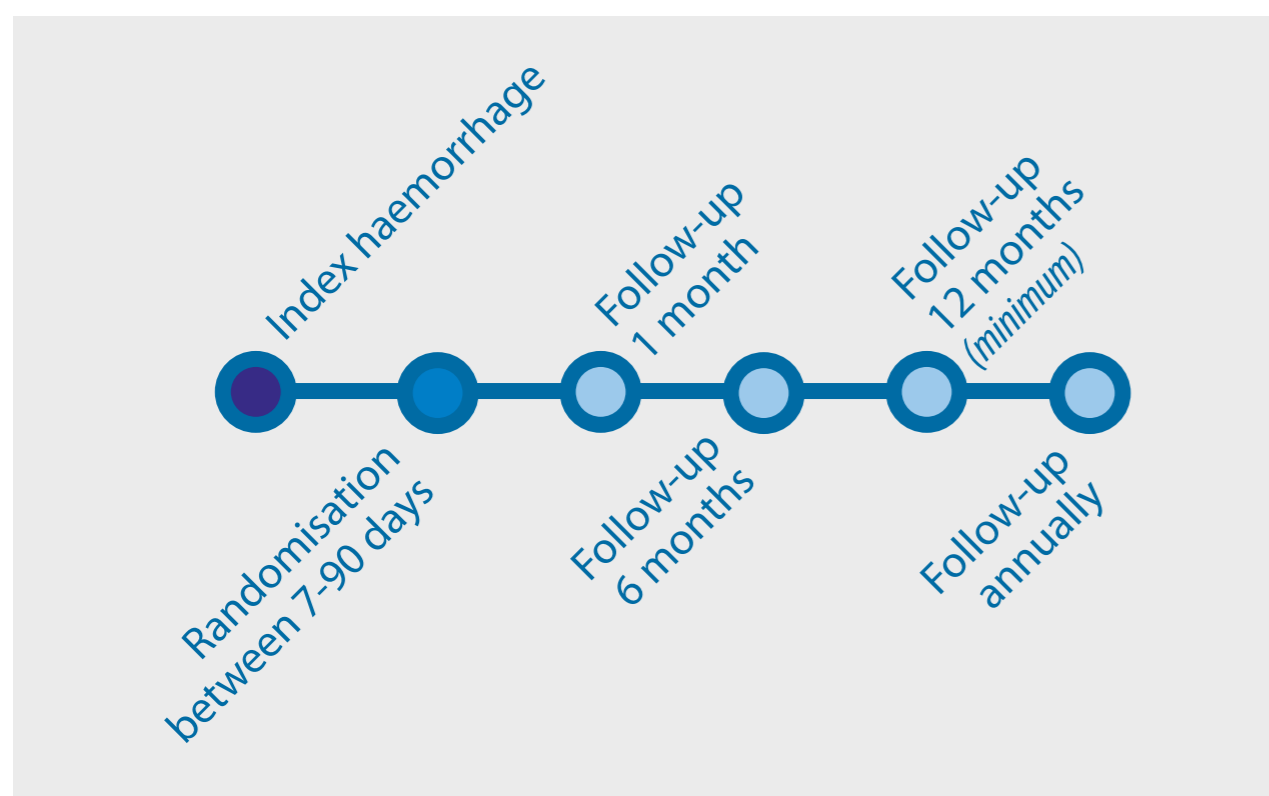 Index haemorrhage
Randomisation
between 7-90 days
Follow-up
1 month
Follow-up
6 months
Follow-up
12 months
(minimum)
Follow-up
annually